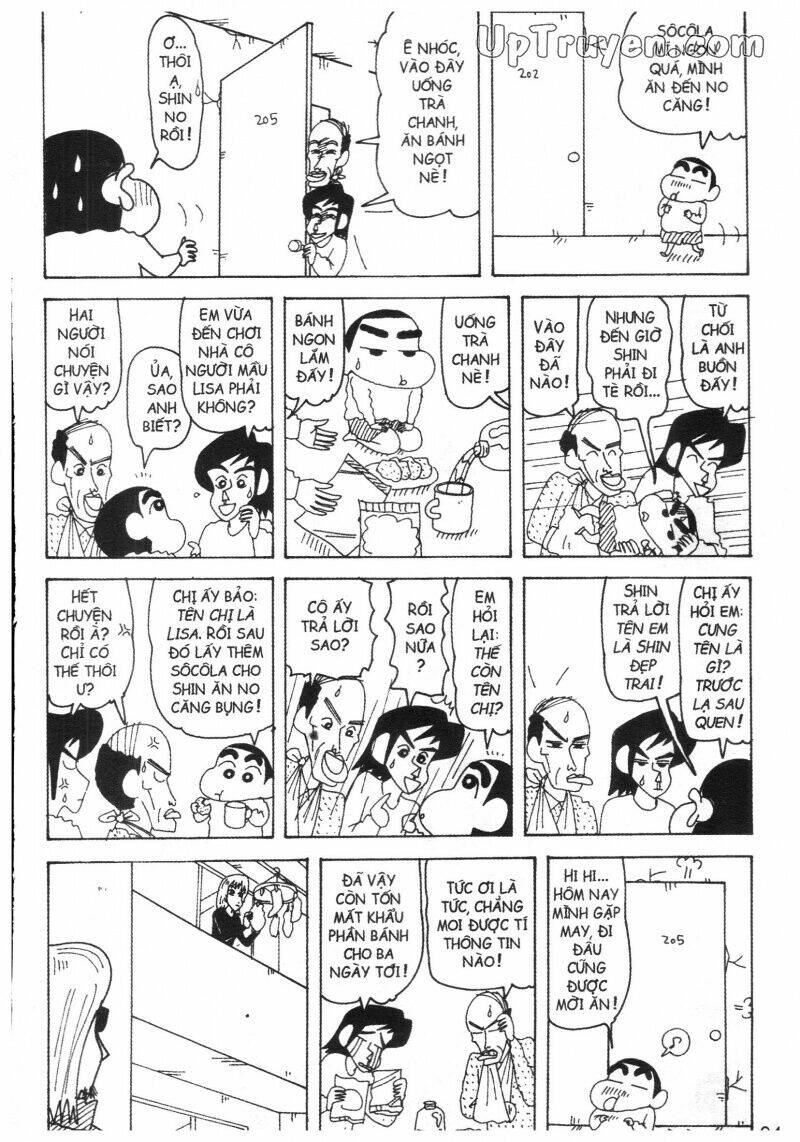 UpTruyen.com
SÔCÔLA
MÌ NGON
QUÁ, MÌNH
ĂN ĐẾN NO
CĂNG!
202
Ê NHÓC,
VÀO ĐÂY
UỐNG
TRÀ
CHANH,
ĂN BÁNH
NGỌT
NÈ!
205
Ơ...
THÔI
Ạ,
SHIN
NO
RỒI!
TỪ
CHỐI
LÀ ANH
BUỒN
ĐẤY!
NHƯNG
ĐẾN GIỜ
SHIN
PHẢI ĐI
TÈ RỒI...
VÀO
ĐÂY ĐÃ
NÀO!
UỐNG
TRÀ
CHANH
NÈ!
BÁNH
NGON
LẮM
ĐẤY!
EM VỪA
ĐẾN CHƠI
NHÀ CÔ
NGƯỜI MẪU
LISA PHẢI
KHÔNG?
ỦA,
SAO
ANH
BIẾT?
HAI
NGƯỜI
NÓI
CHUYỆN
GÌ VẬY?
CHỊ ẤY
HỎI EM:
CƯNG
TÊN LÀ
GÌ?
TRƯỚC
LẠ SAU
QUEN!
SHIN
TRẢ LỜI
TÊN EM
LÀ SHIN
ĐẸP
TRAI!
EM
HỎI
LẠI:
THẾ
CÒN
TÊN
CHỊ?
RỒI
SAO
NỮA
?
CÔ ẤY
TRẢ LỜI
SAO?
CHỊ ẤY BẢO:
TÊN CHỊ LÀ
LISA. RỒI SAU
ĐÓ LẤY THÊM
SÔCÔLA CHO
SHIN ĂN NO
CĂNG BỤNG!
HẾT
CHUYỆN
RỒI À?
CHỈ CÓ
THẾ THÔI
Ư?
HI HI...
HÔM NAY
MÌNH GẶP
MAY, ĐI
ĐÂU
CŨNG
ĐƯỢC
MỜI ĂN!
205
TỨC ƠI LÀ
TỨC, CHẲNG
MOI ĐƯỢC TÍ
THÔNG TIN
NÀO!
ĐÃ VẬY
CÒN TỐN
MẤT KHẨU
PHẦN BÁNH
CHO BA
NGÀY TỚI!